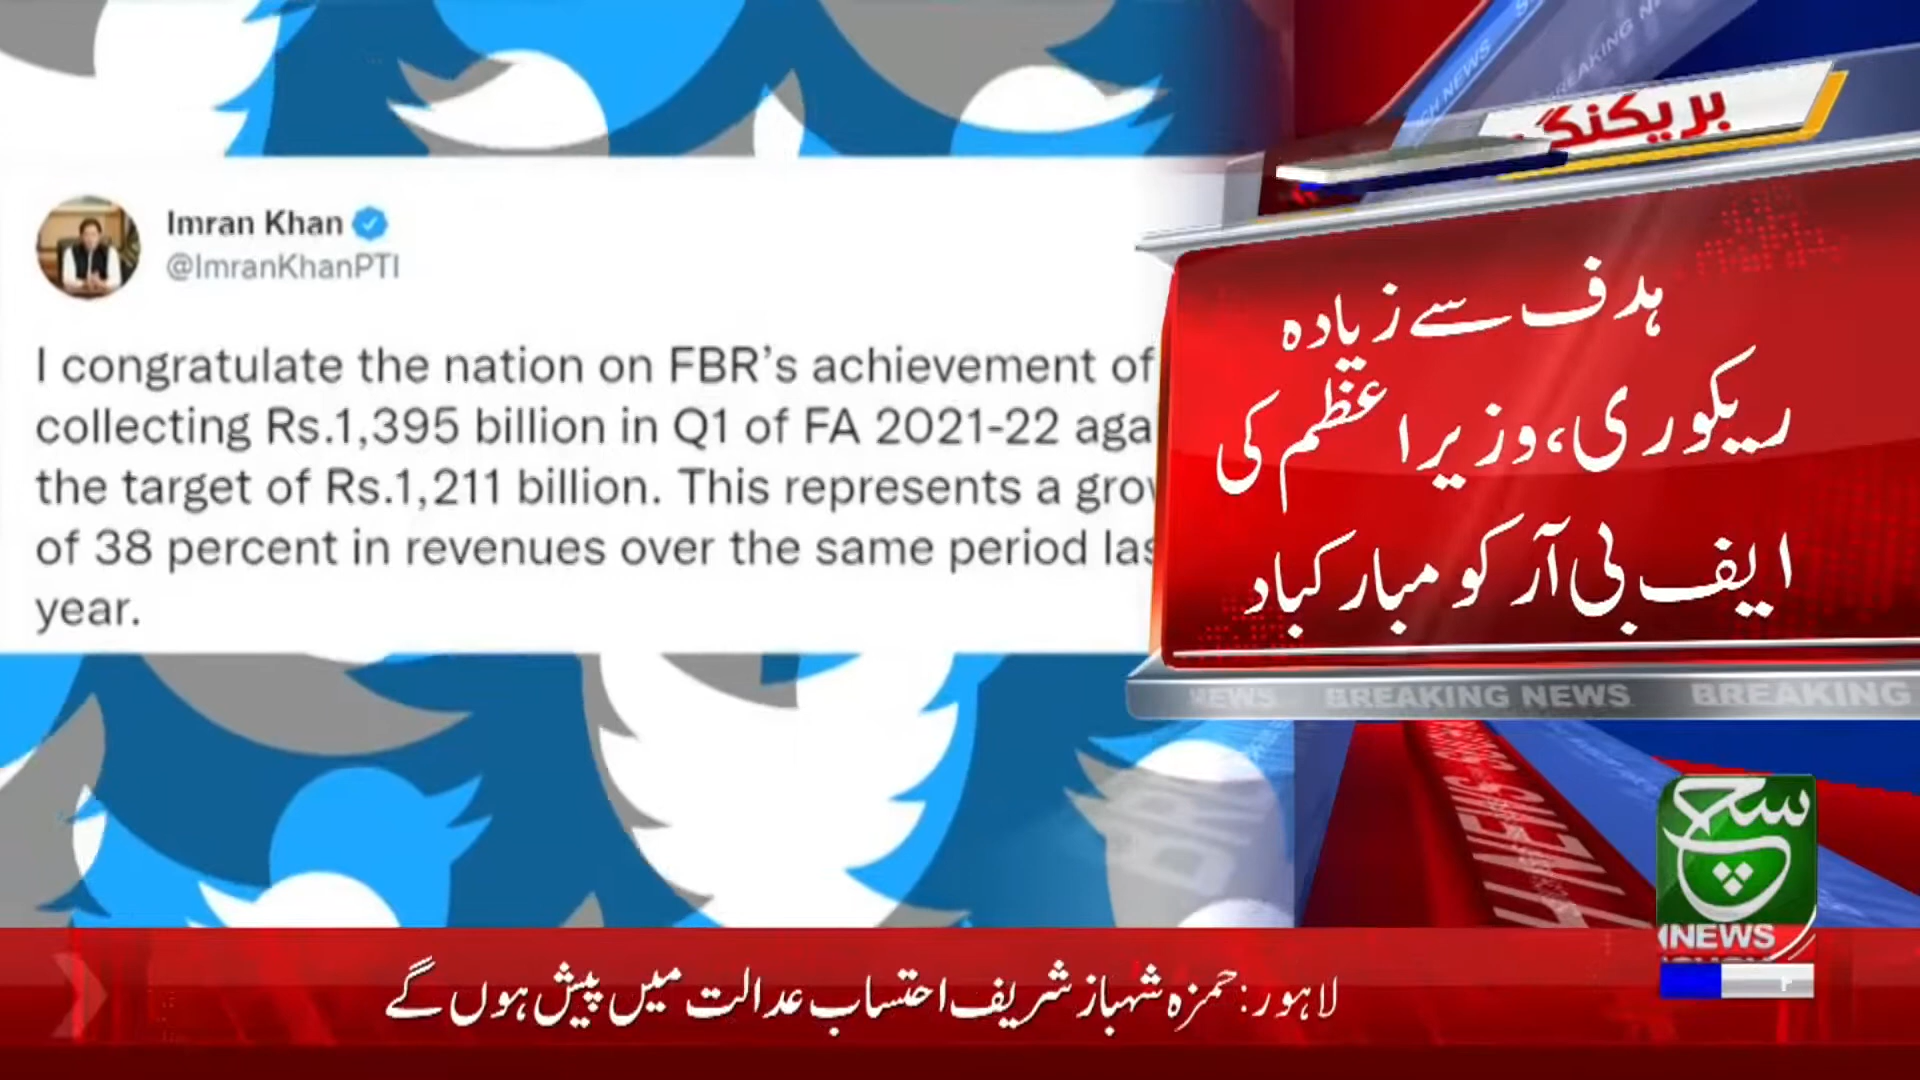 Imran Khan
@ImranKhanPTI
I congratulate the nation on FBR's achievement of
collecting Rs.1,395 billion in Q1 of FA 2021-22 aga
the target of Rs.1,211 billion. This represents a grow
of 38 percent in revenues over the same period las
year.
بریکنگ
ہدف سے زیادہ
ریکوری، وزیراعظم کی
ایف بی آر کو مبارکباد
NEWS BREAKING NEWS BREAKING
سچ
NEWS
لاہور: حمزہ شہباز شریف احتساب عدالت میں پیش ہوں گے